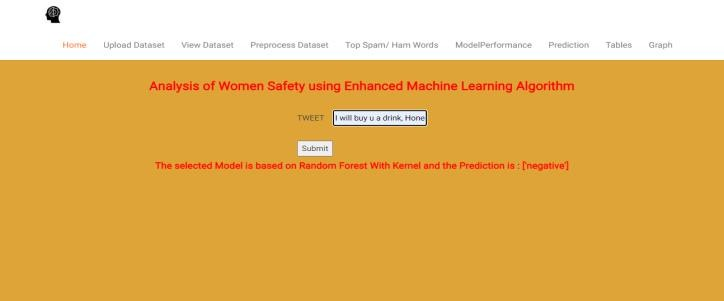 Home Upload Dataset View Dataset Preprocess Dataset Top Spam/ Ham Words ModelPerformance Prediction Tables Graph
Analysis of Women Safety using Enhanced Machine Learning Algorithm
TWEET I will buy u a drink, Hone
Submit
The selected Model is based on Random Forest With Kernel and the Prediction is : ['negative']